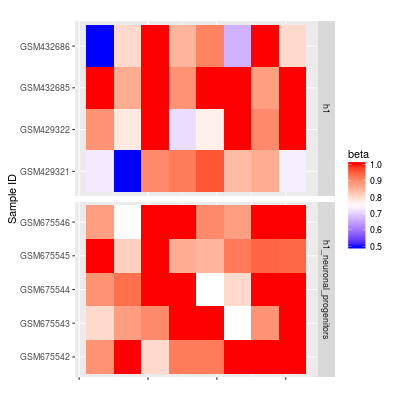 GSM432686
GSM432685
GSM429322
GSM429321
h1
GSM675546
GSM675545
GSM675544
GSM675543
GSM675542
h1_neuronal_progenitors
Sample ID
beta
1.0
0.9
0.8
0.7
0.6
0.5